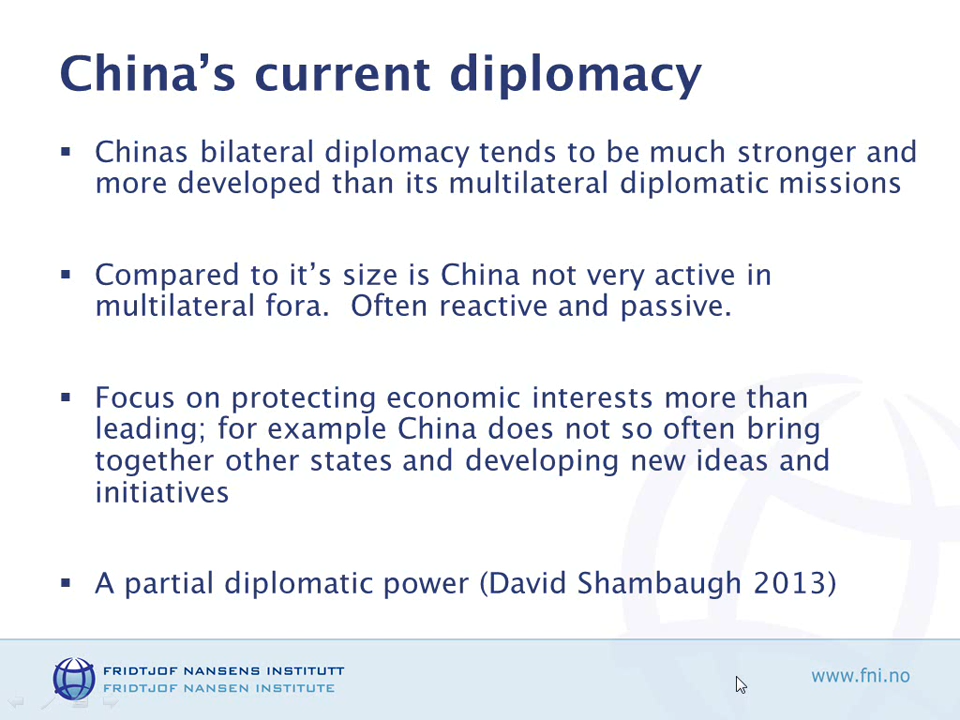 China's current diplomacy
▪ Chinas bilateral diplomacy tends to be much stronger and
more developed than its multilateral diplomatic missions
▪ Compared to it's size is China not very active in
multilateral fora.  Often reactive and passive.
▪ Focus on protecting economic interests more than
leading; for example China does not so often bring
together other states and developing new ideas and
initiatives
▪ A partial diplomatic power (David Shambaugh 2013)
FRIDTJOF NANSENS INSTITUTT
FRIDTJOF NANSEN INSTITUTE
www.fni.no